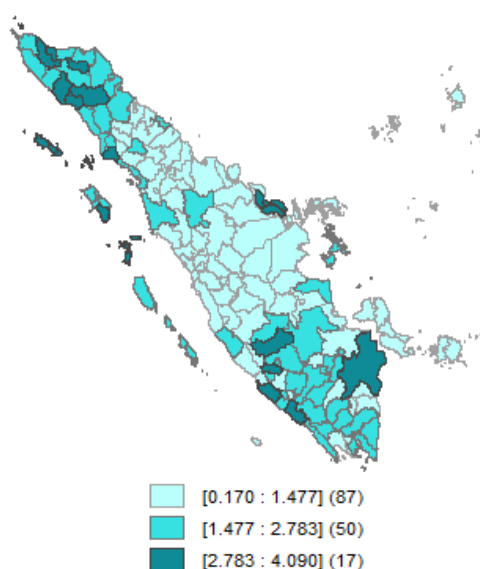 [0.170 : 1.477] (87)
[1.477 : 2.783] (50)
[2.783 : 4.090] (17)